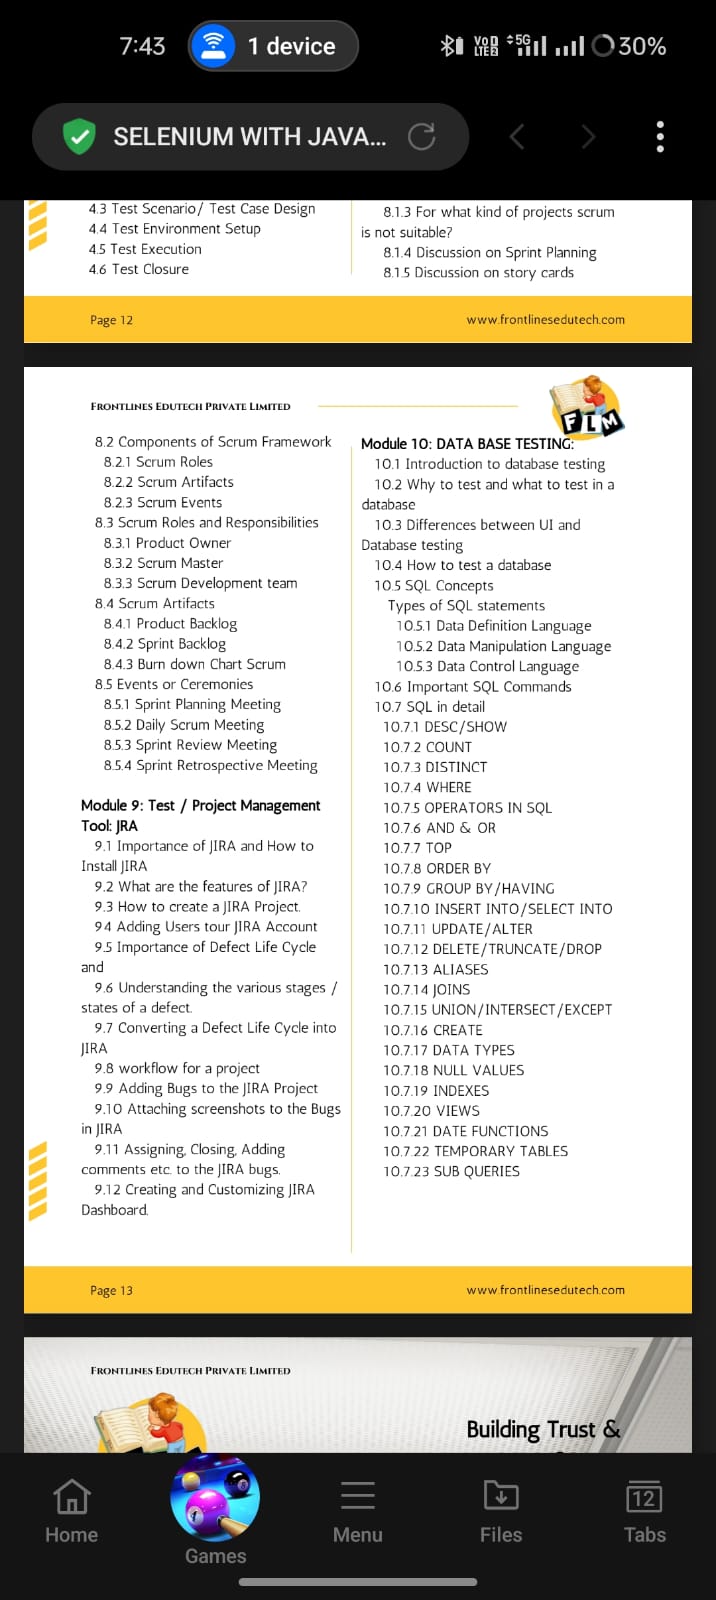 7:43
1 device
VoD
LTE2
5G
30%
SELENIUM WITH JAVA...
4.3 Test Scenario/ Test Case Design
4.4 Test Environment Setup
4.5 Test Execution
4.6 Test Closure
8.1.3 For what kind of projects scrum
is not suitable?
8.1.4 Discussion on Sprint Planning
8.1.5 Discussion on story cards
Page 12
www.frontlinesedutech.com
FRONTLINES EDUTECH PRIVATE LIMITED
FLM
8.2 Components of Scrum Framework
8.2.1 Scrum Roles
8.2.2 Scrum Artifacts
8.2.3 Scrum Events
8.3 Scrum Roles and Responsibilities
8.3.1 Product Owner
8.3.2 Scrum Master
8.3.3 Scrum Development team
8.4 Scrum Artifacts
8.4.1 Product Backlog
8.4.2 Sprint Backlog
8.4.3 Burn down Chart Scrum
8.5 Events or Ceremonies
8.5.1 Sprint Planning Meeting
8.5.2 Daily Scrum Meeting
8.5.3 Sprint Review Meeting
8.5.4 Sprint Retrospective Meeting
Module 9: Test / Project Management
Tool: JRA
9.1 Importance of JIRA and How to
Install JIRA
9.2 What are the features of JIRA?
9.3 How to create a JIRA Project.
9.4 Adding Users tour JIRA Account
9.5 Importance of Defect Life Cycle
and
9.6 Understanding the various stages /
states of a defect.
9.7 Converting a Defect Life Cycle into
JIRA
9.8 workflow for a project
9.9 Adding Bugs to the JIRA Project
9.10 Attaching screenshots to the Bugs
in JIRA
9.11 Assigning, Closing, Adding
comments etc. to the JIRA bugs.
9.12 Creating and Customizing JIRA
Dashboard.
Module 10: DATA BASE TESTING:
10.1 Introduction to database testing
10.2 Why to test and what to test in a
database
10.3 Differences between UI and
Database testing
10.4 How to test a database
10.5 SQL Concepts
Types of SQL statements
10.5.1 Data Definition Language
10.5.2 Data Manipulation Language
10.5.3 Data Control Language
10.6 Important SQL Commands
10.7 SQL in detail
10.7.1 DESC/SHOW
10.7.2 COUNT
10.7.3 DISTINCT
10.7.4 WHERE
10.7.5 OPERATORS IN SQL
10.7.6 AND & OR
10.7.7 TOP
10.7.8 ORDER BY
10.7.9 GROUP BY/HAVING
10.7.10 INSERT INTO/SELECT INTO
10.7.11 UPDATE/ALTER
10.7.12 DELETE/TRUNCATE/DROP
10.7.13 ALIASES
10.7.14 JOINS
10.7.15 UNION/INTERSECT/EXCEPT
10.7.16 CREATE
10.7.17 DATA TYPES
10.7.18 NULL VALUES
10.7.19 INDEXES
10.7.20 VIEWS
10.7.21 DATE FUNCTIONS
10.7.22 TEMPORARY TABLES
10.7.23 SUB QUERIES
Page 13
www.frontlinesedutech.com
FRONTLINES EDUTECH PRIVATE LIMITED
Building Trust &
Home
Games
Menu
Files
12
Tabs